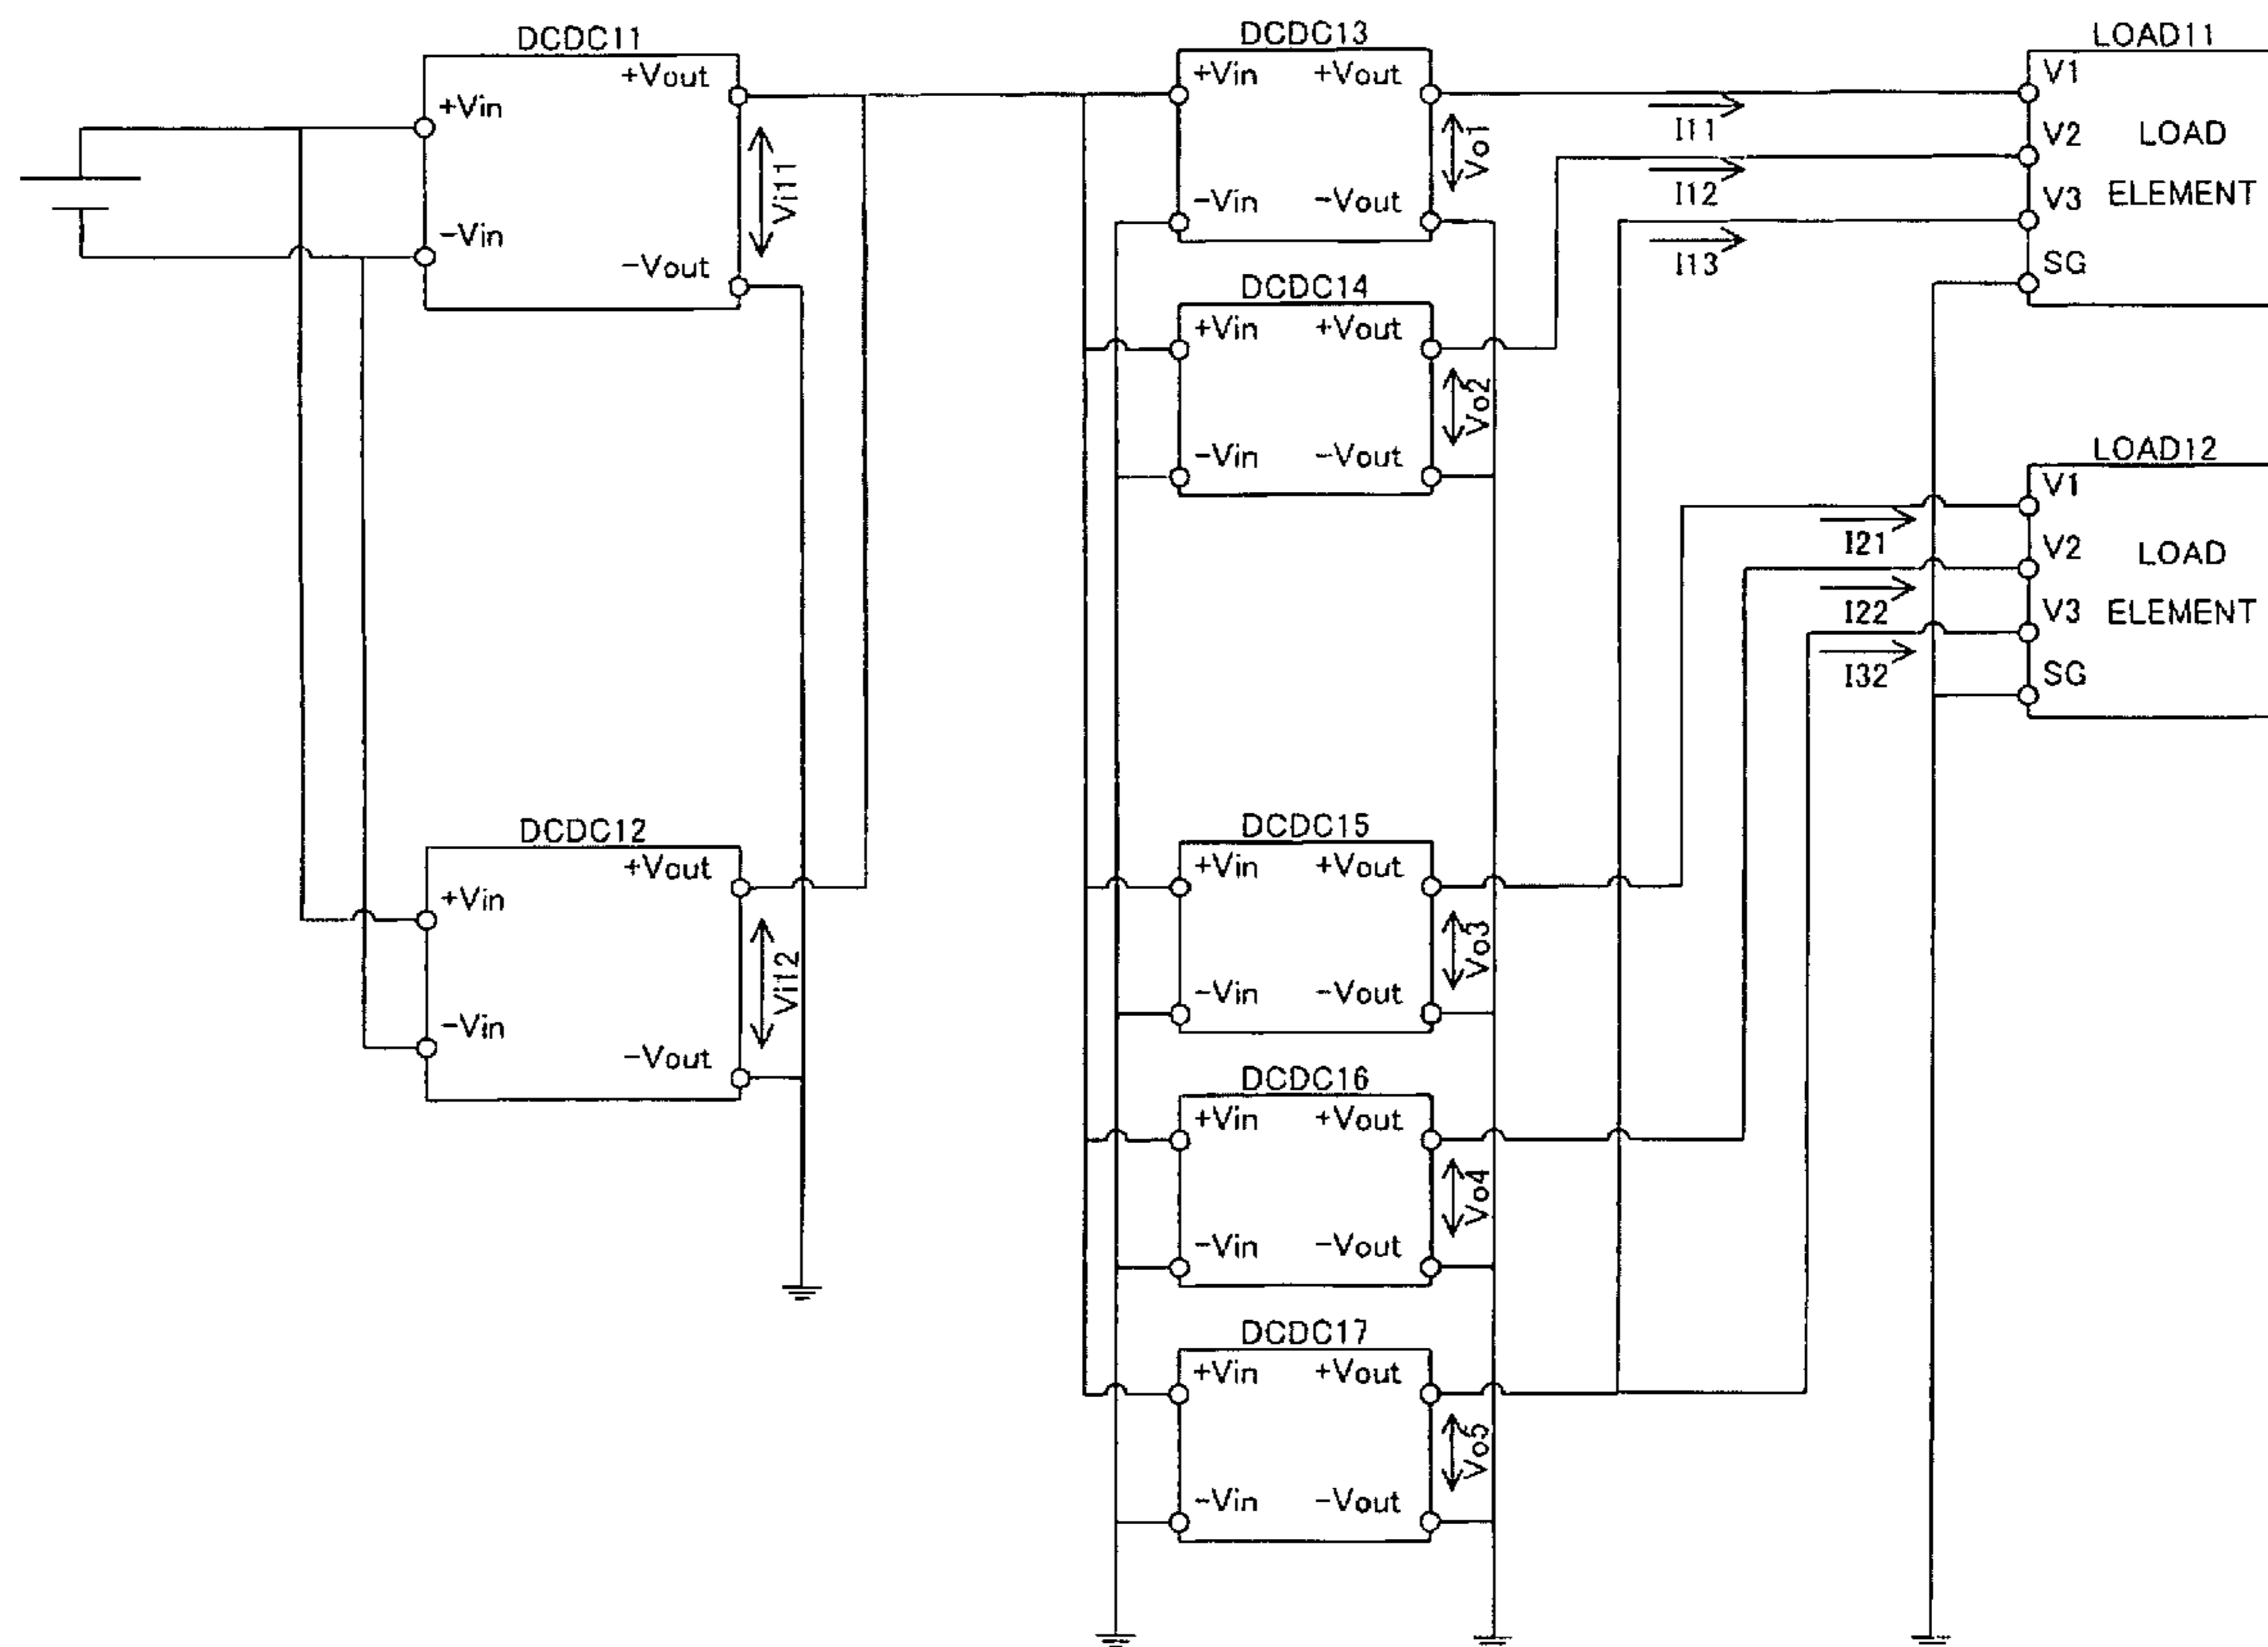 DCDC11
+Vout
+Vin
Vi11
-Vin
-Vout
DCDC12
+Vout
+Vin
Vi12
-Vin
-Vout
DCDC13
+Vin +Vout
Vo1
-Vin -Vout
DCDC14
+Vin +Vout
Vo2
-Vin -Vout
DCDC15
+Vin +Vout
Vo3
-Vin -Vout
DCDC16
+Vin +Vout
Vo4
-Vin -Vout
DCDC17
+Vin +Vout
Vo5
-Vin -Vout
I11
I12
I13
LOAD11
V1
V2 LOAD
V3 ELEMENT
SG
I21
I22
I32
LOAD12
V1
V2 LOAD
V3 ELEMENT
SG